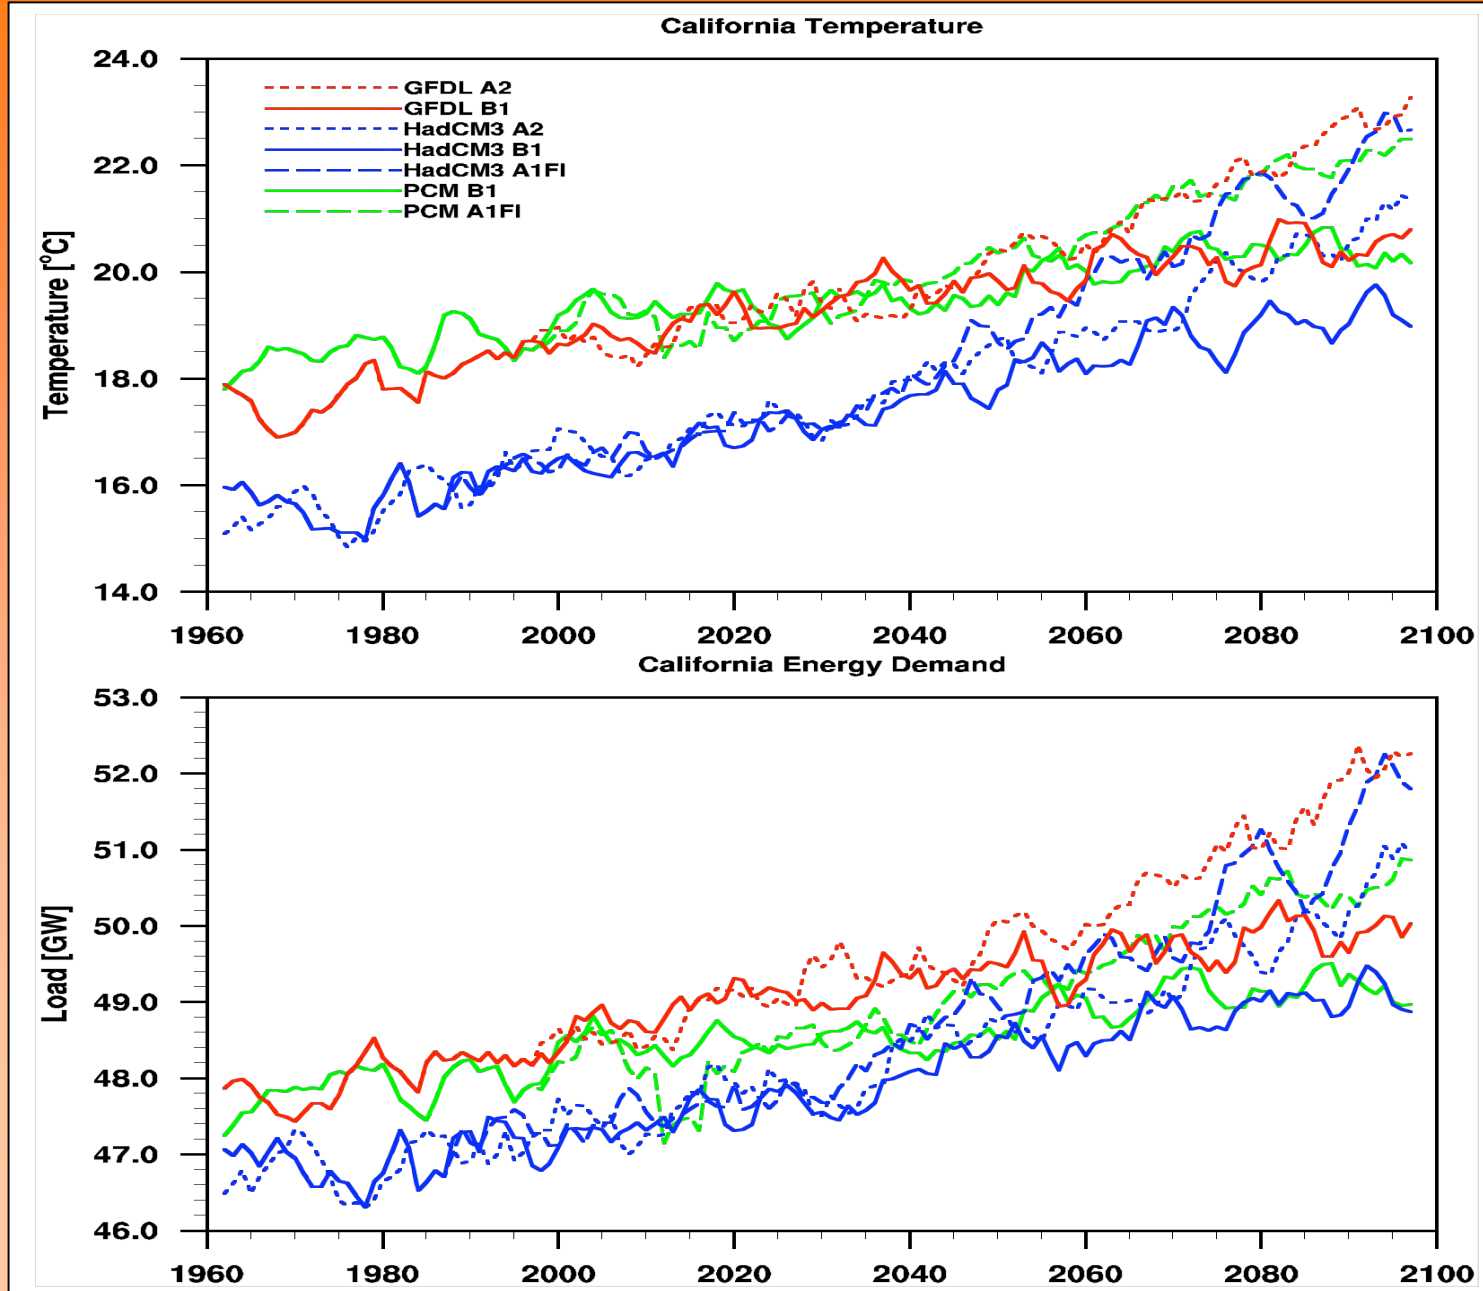 California Temperature
24.0
22.0
20.0
18.0
16.0
14.0
Temperature [°C]
GFDL A2
GFDL B1
HadCM3 A2
HadCM3 B1
HadCM3 A1FI
PCM B1
PCM A1FI
1960 1980 2000 2020 2040 2060 2080 2100
California Energy Demand
53.0
52.0
51.0
50.0
49.0
48.0
47.0
46.0
Load [GW]
1960 1980 2000 2020 2040 2060 2080 2100